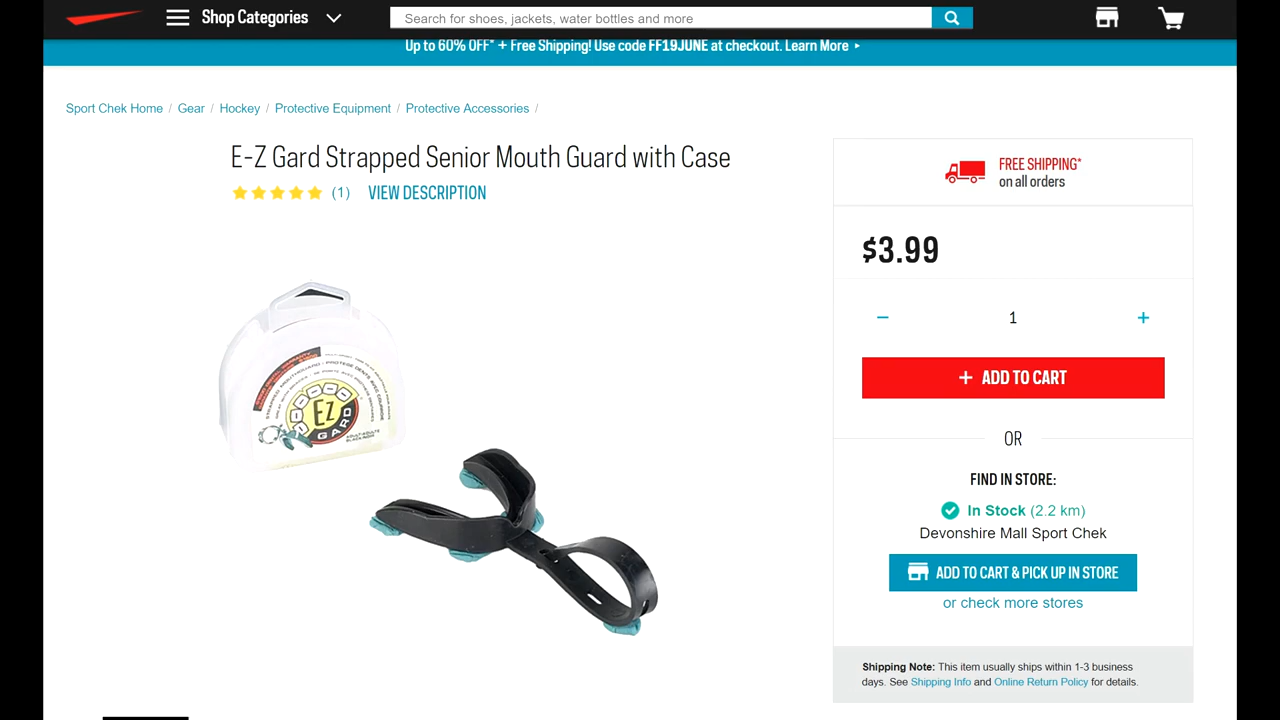 Shop Categories
Search for shoes, jackets, water bottles and more
Up to 60% OFF* + Free Shipping! Use code FF19JUNE at checkout. Learn More ▸
Sport Chek Home / Gear / Hockey / Protective Equipment / Protective Accessories /
E-Z Gard Strapped Senior Mouth Guard with Case
(1) VIEW DESCRIPTION
EZ
GARD
FREE SHIPPING*
on all orders
$3.99
− 1 +
+ ADD TO CART
OR
FIND IN STORE:
In Stock (2.2 km)
Devonshire Mall Sport Chek
ADD TO CART & PICK UP IN STORE
or check more stores
Shipping Note: This item usually ships within 1-3 business
days. See Shipping Info and Online Return Policy for details.